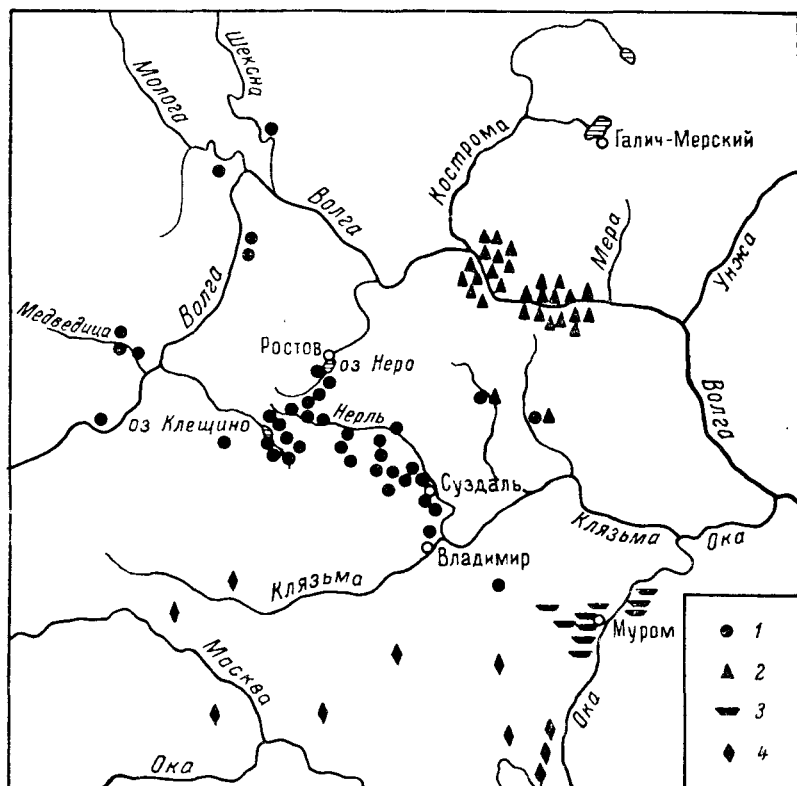 Молога
Шексна
Галич-Мерский
Кострома
Волга
Мера
Унжа
Волга
Медведица
Ростов
оз Неро
Волга
оз Клещино
Нерль
Суздаль
Клязьма
Ока
Владимир
Клязьма
Муром
Москва
Ока
Ока
1
2
3
4